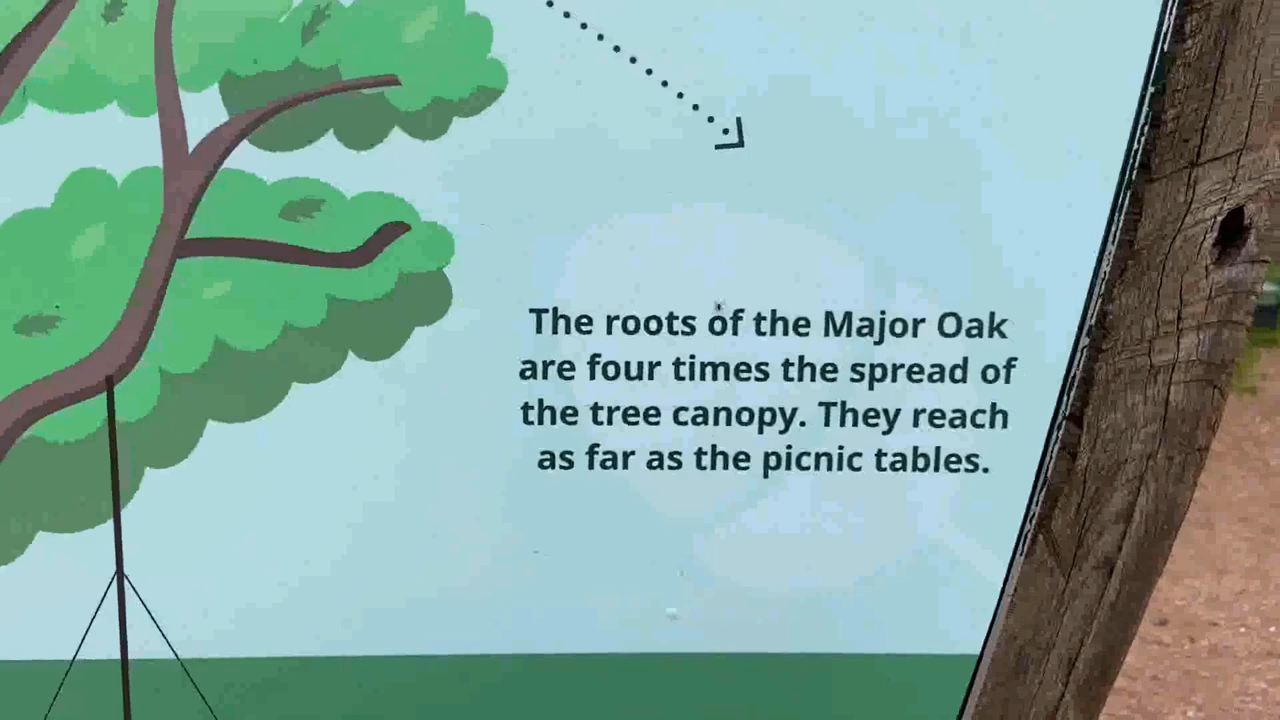 The roots of the Major Oak
are four times the spread of
the tree canopy. They reach
as far as the picnic tables.